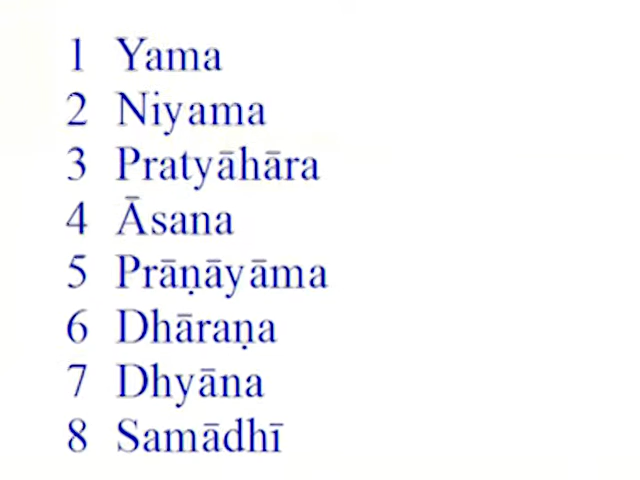 1 Yama
2 Niyama
3 Pratyāhāra
4 Āsana
5 Prāṇāyāma
6 Dhāraṇa
7 Dhyāna
8 Samādhī